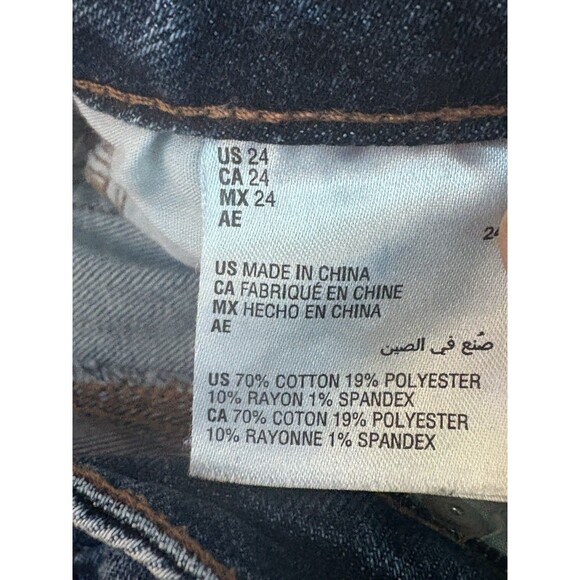 US 24
CA 24
MX 24
AE
24
US MADE IN CHINA
CA FABRIQUÉ EN CHINE
MX HECHO EN CHINA
AE
صُنع في الصين
US 70% COTTON 19% POLYESTER
10% RAYON 1% SPANDEX
CA 70% COTON 19% POLYESTER
10% RAYONNE 1% SPANDEX